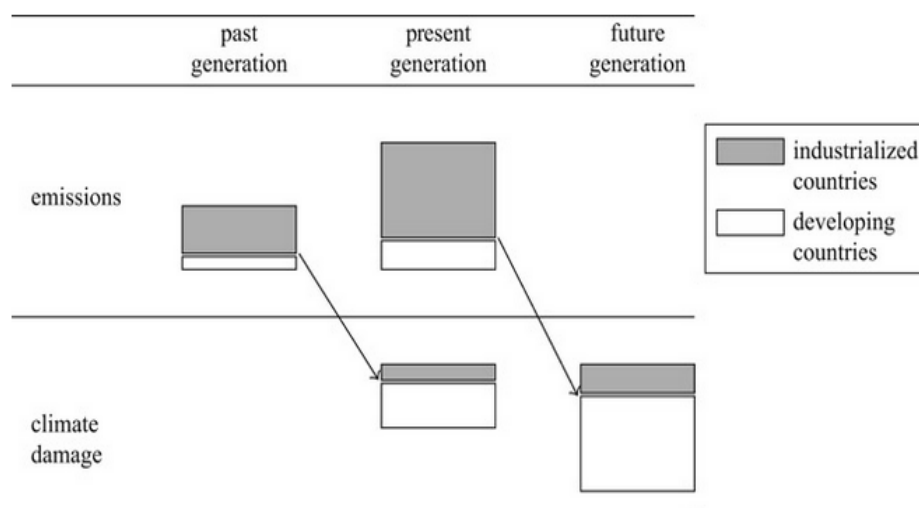 past
generation
present
generation
future
generation
emissions
industrialized
countries
developing
countries
climate
damage